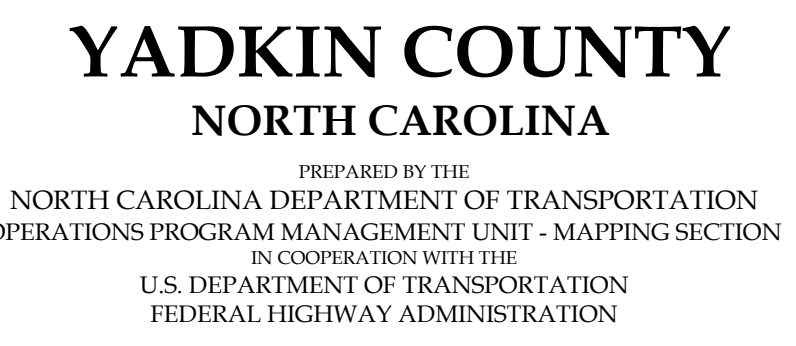 YADKIN COUNTY
NORTH CAROLINA
PREPARED BY THE
NORTH CAROLINA DEPARTMENT OF TRANSPORTATION
OPERATIONS PROGRAM MANAGEMENT UNIT - MAPPING SECTION
IN COOPERATION WITH THE
U.S. DEPARTMENT OF TRANSPORTATION
FEDERAL HIGHWAY ADMINISTRATION